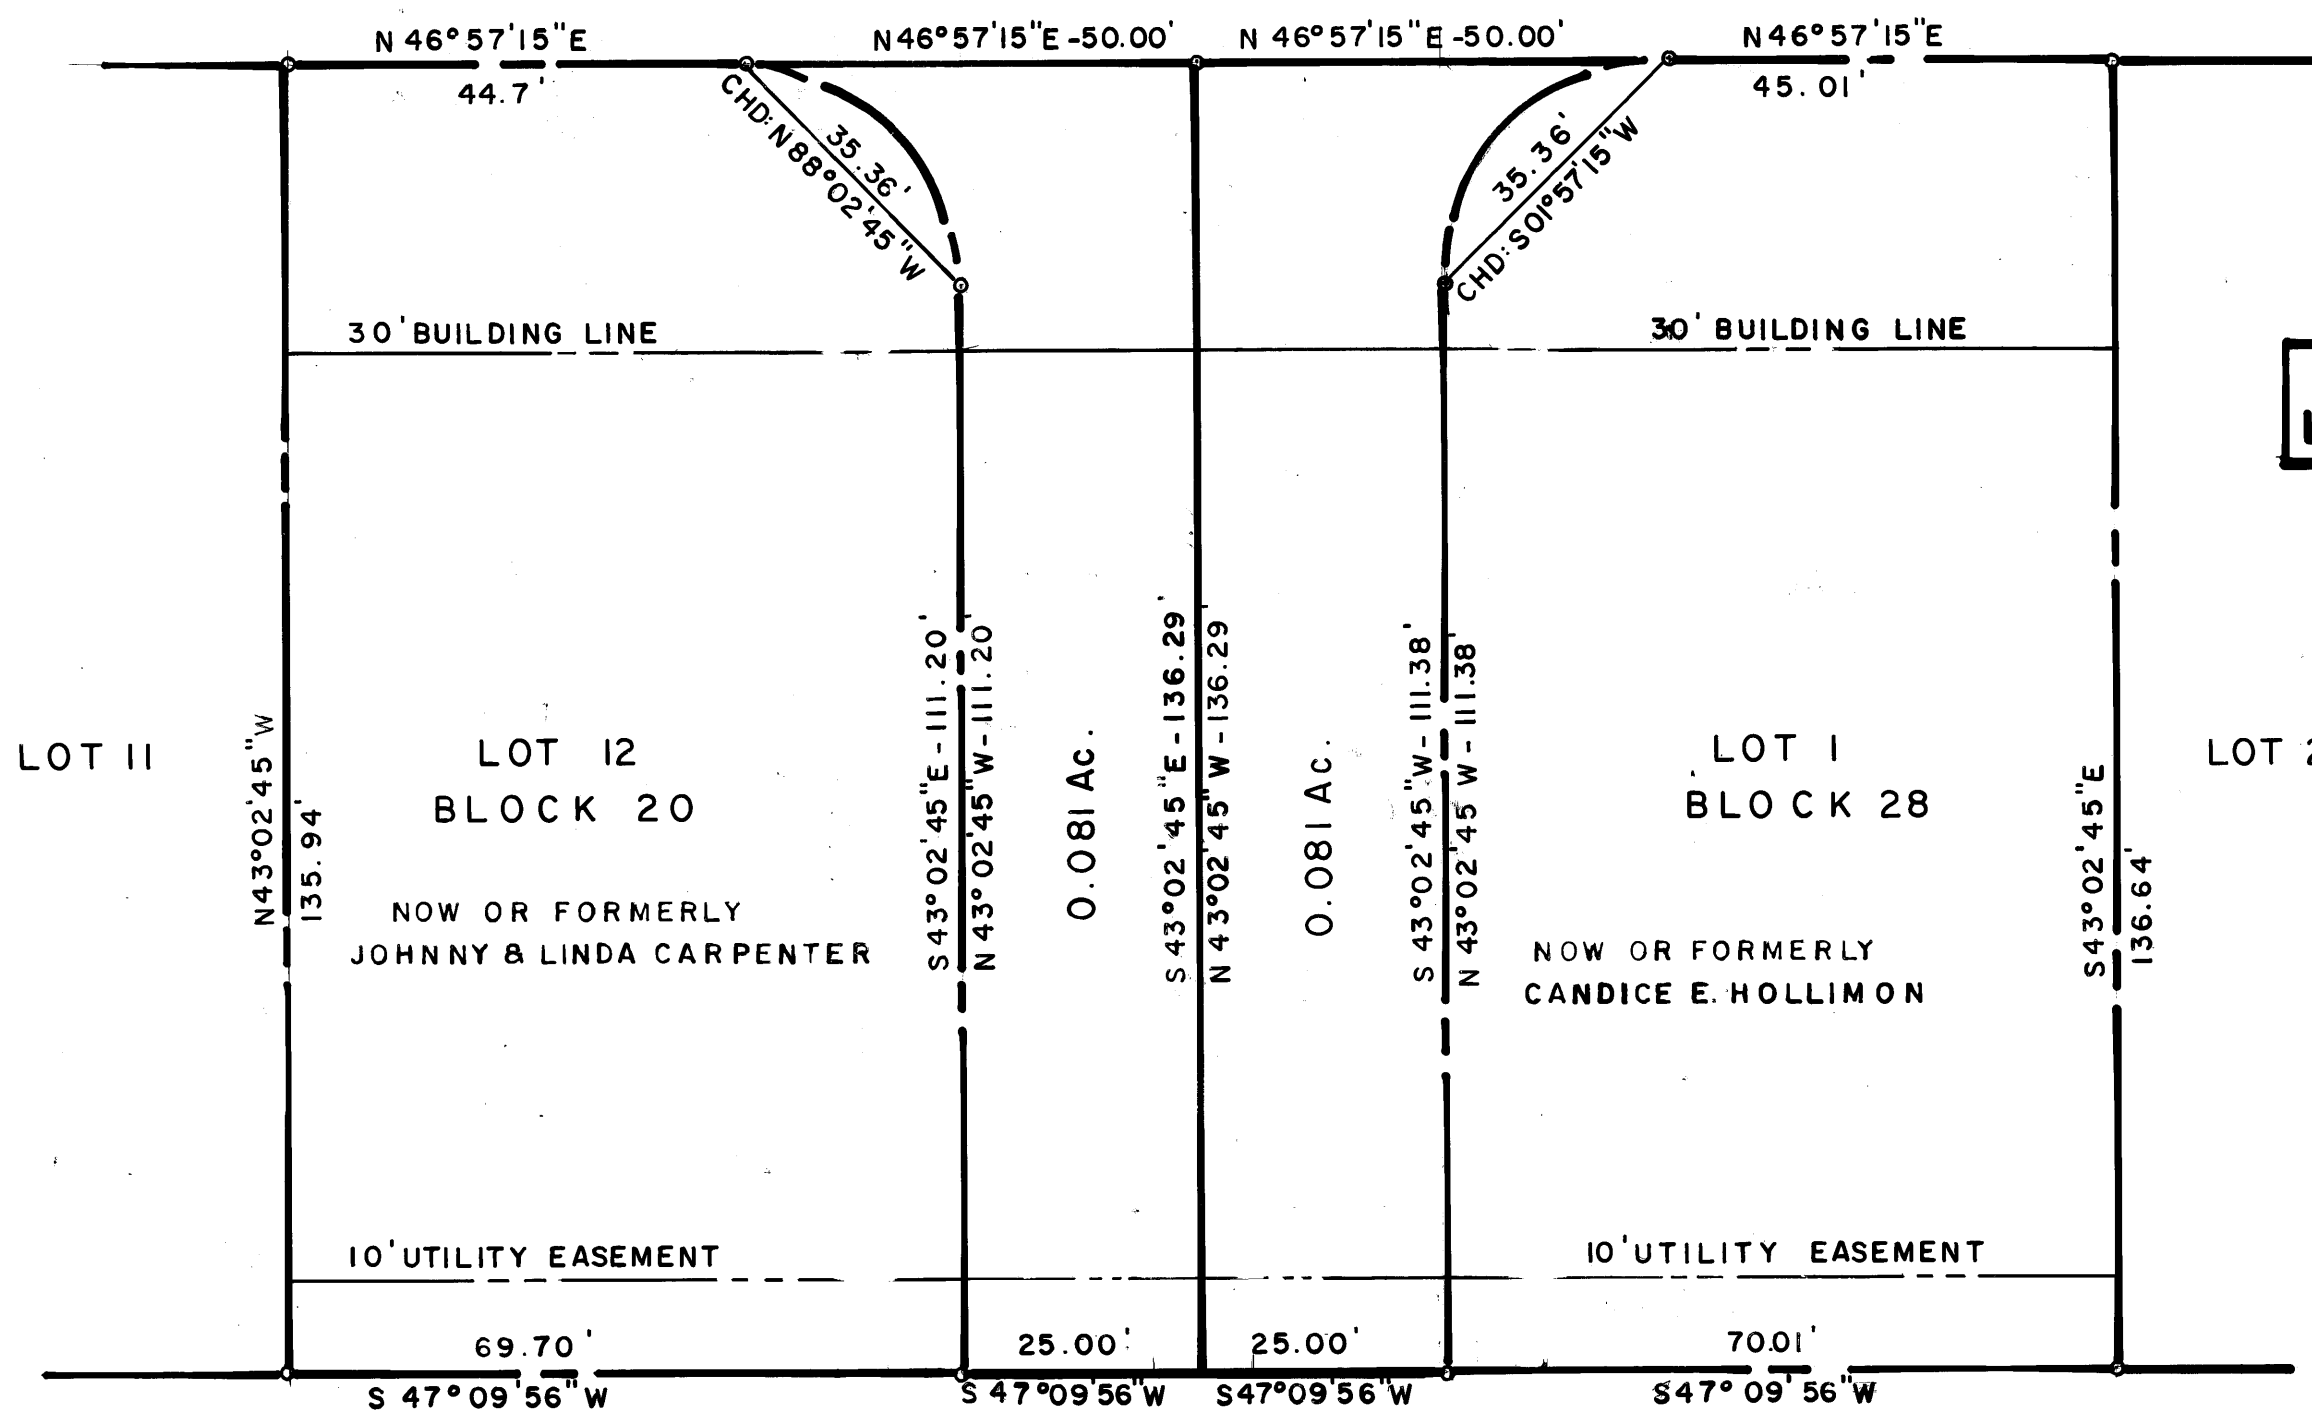 N 46°57'15"E
N46°57'15"E-50.00'
N 46°57'15"E-50.00'
N46°57'15"E
44.7'
45.01'
35.36'
CHD: N88°02'45"W
35.36'
CHD: S01°57'15"W
30' BUILDING LINE
30' BUILDING LINE
N43°02'45"W
135.94'
S43°02'45"E-111.20'
N 43°02'45"W-111.20'
0.081 Ac.
S43°02'45"E-136.29'
N 43°02'45"W-136.29'
0.081 Ac.
S 43°02'45"W-111.38'
N 43°02'45 W-111.38'
S43°02'45"E
136.64'
LOT 11
LOT 12
BLOCK 20
LOT 1
BLOCK 28
LOT 2
NOW OR FORMERLY
JOHNNY & LINDA CARPENTER
NOW OR FORMERLY
CANDICE E. HOLLIMON
10' UTILITY EASEMENT
10' UTILITY EASEMENT
69.70'
25.00'
25.00'
70.01'
S 47°09'56"W
S 47°09'56"W
S47°09'56"W
S47°09'56"W